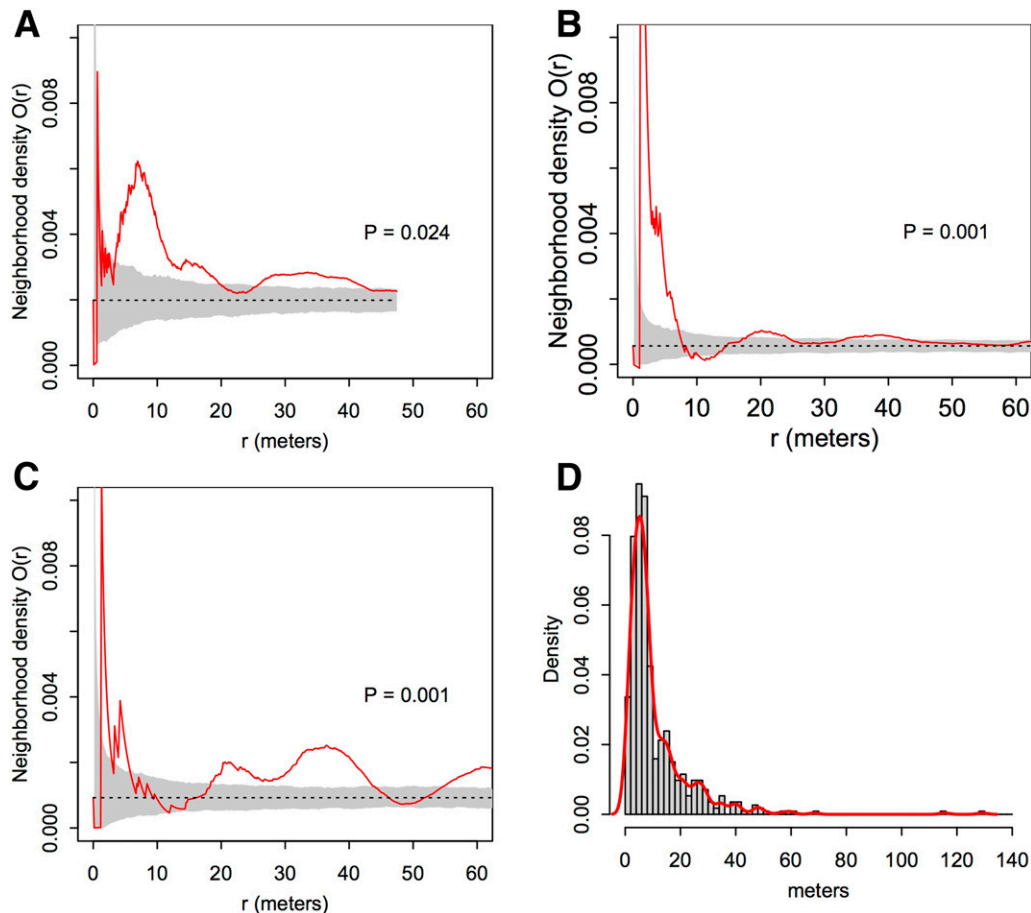 A
Neighborhood density O(r)
0.008
0.004
0.000
P = 0.024
0 10 20 30 40 50 60
r (meters)
B
Neighborhood density O(r)
0.008
0.004
0.000
P = 0.001
0 10 20 30 40 50 60
r (meters)
C
Neighborhood density O(r)
0.008
0.004
0.000
P = 0.001
0 10 20 30 40 50 60
r (meters)
D
Density
0.08
0.06
0.04
0.02
0.00
0 20 40 60 80 100 120 140
meters